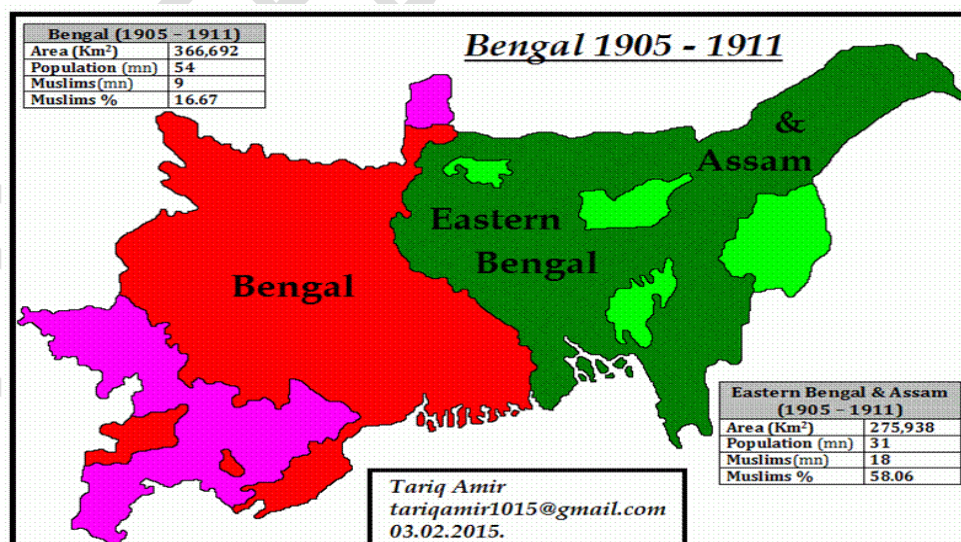 Bengal (1905 – 1911)
Area (Km²) 366,692
Population (mn) 54
Muslims(mn) 9
Muslims % 16.67
Bengal 1905 - 1911
&
Assam
Eastern
Bengal
Bengal
Eastern Bengal & Assam
(1905 – 1911)
Area (Km²) 275,938
Population (mn) 31
Muslims(mn) 18
Muslims % 58.06
Tariq Amir
tariqamir1015@gmail.com
03.02.2015.